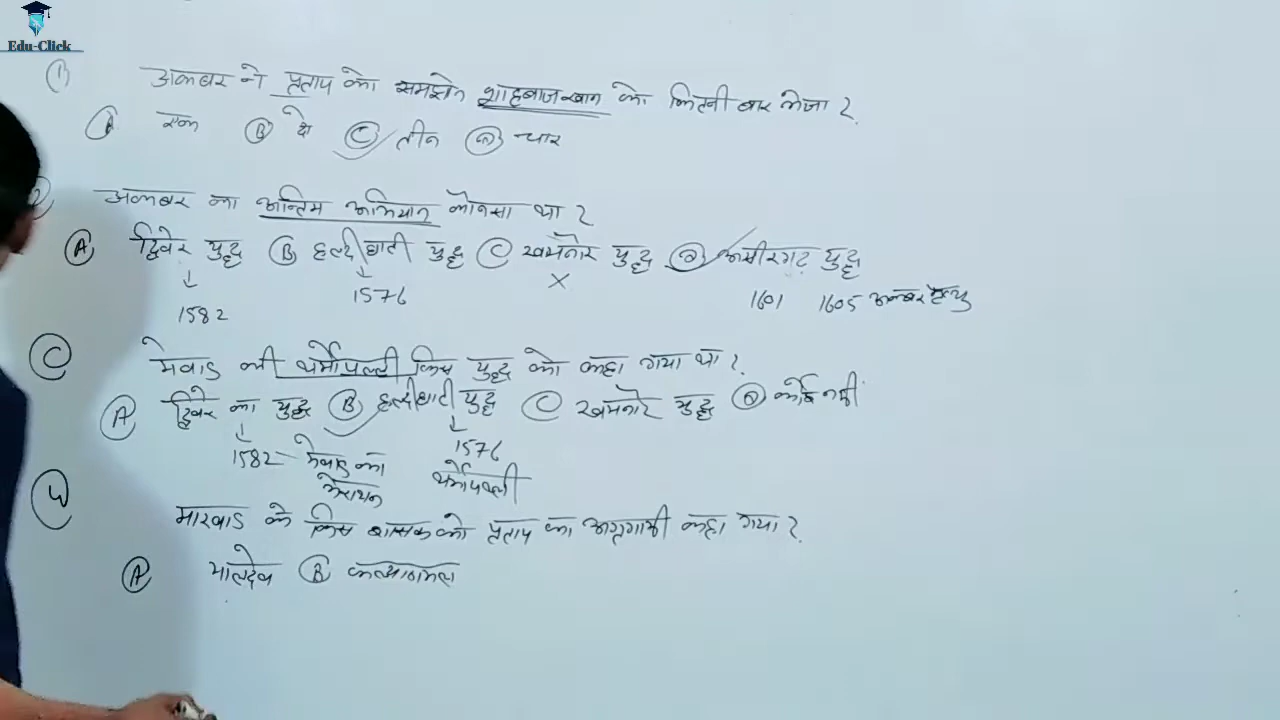 Edu-Click
① अकबर ने प्रताप को समझाने शाहबाजखान को कितनी बार भेजा ?
A एक B दो C तीन D चार
2 अकबर का अन्तिम अभियान कौनसा था ?
A दिवेर युद्ध B हल्दीघाटी युद्ध C खमनोर युद्ध D असीरगढ़ युद्ध
1582 1576 X 1601 1605 अकबर मृत्यु
C मेवाड की थर्मोपल्ली किस युद्ध को कहा गया था ?
A दिवेर का युद्ध B हल्दीघाटी युद्ध C खमनोर युद्ध D कोई नहीं
1582 – मेवाड का 1576
मेराथन थर्मोपल्ली
मारवाड के किस शासक को प्रताप का अग्रगामी कहा गया ?
A मालदेव B कल्याणमल